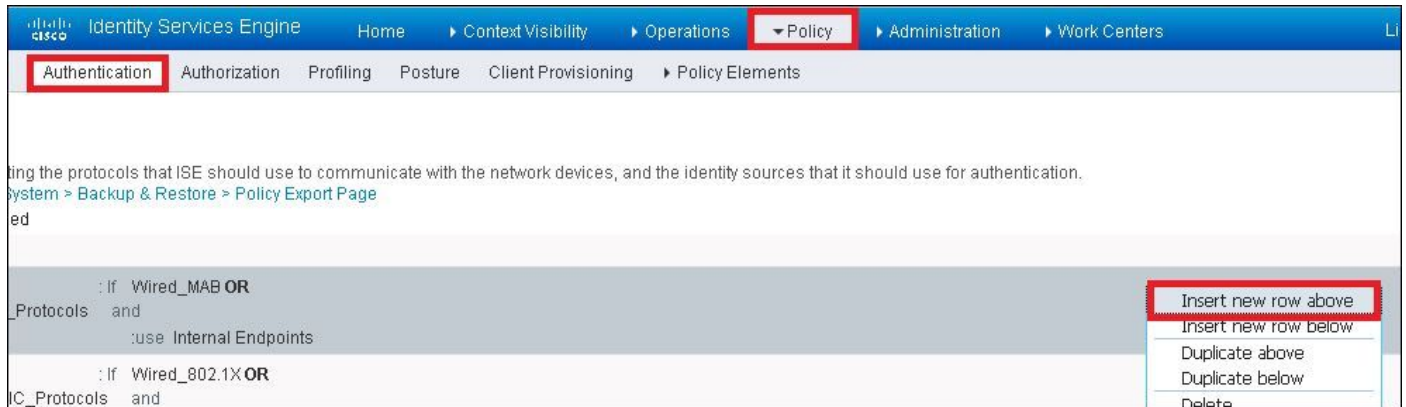 cisco Identity Services Engine Home Context Visibility Operations Policy Administration Work Centers Li
Authentication Authorization Profiling Posture Client Provisioning Policy Elements
ting the protocols that ISE should use to communicate with the network devices, and the identity sources that it should use for authentication.
System > Backup & Restore > Policy Export Page
ed
: If Wired_MAB OR
_Protocols and
:use Internal Endpoints
: If Wired_802.1X OR
IC_Protocols and
Insert new row above
Insert new row below
Duplicate above
Duplicate below
Delete